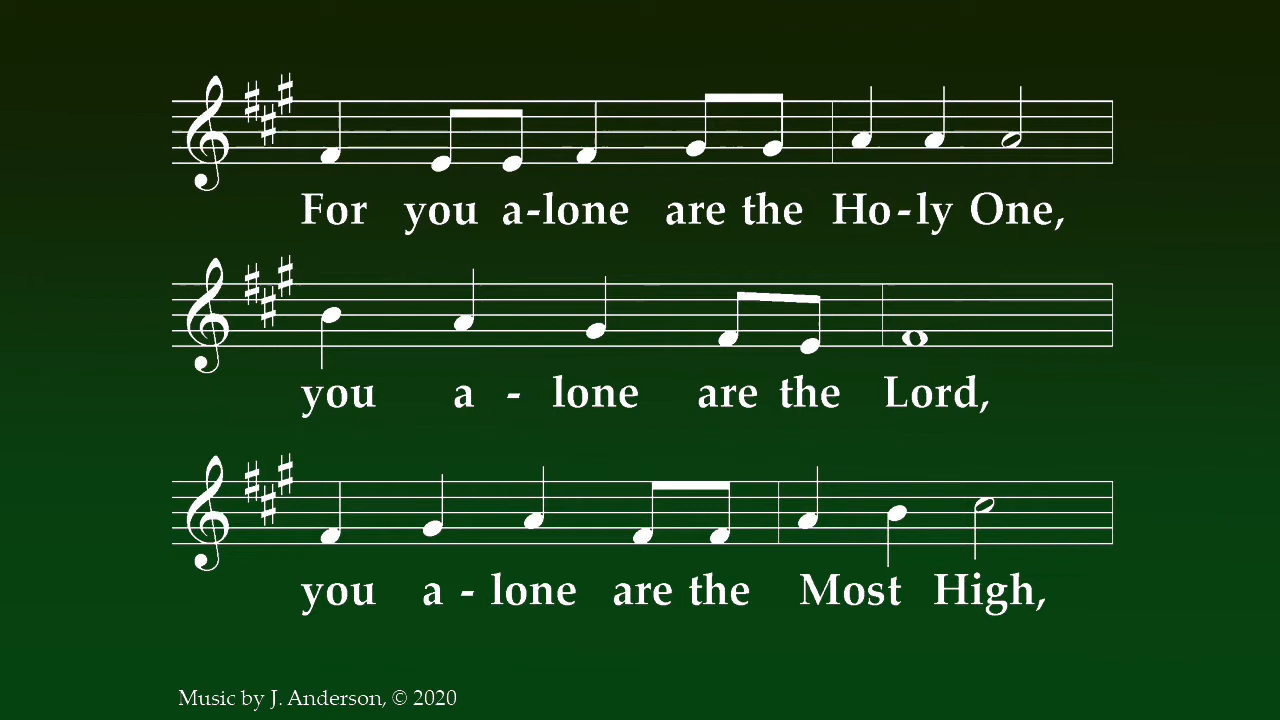 For you a-lone are the Ho-ly One,
you a - lone are the Lord,
you a - lone are the Most High,
Music by J. Anderson, © 2020